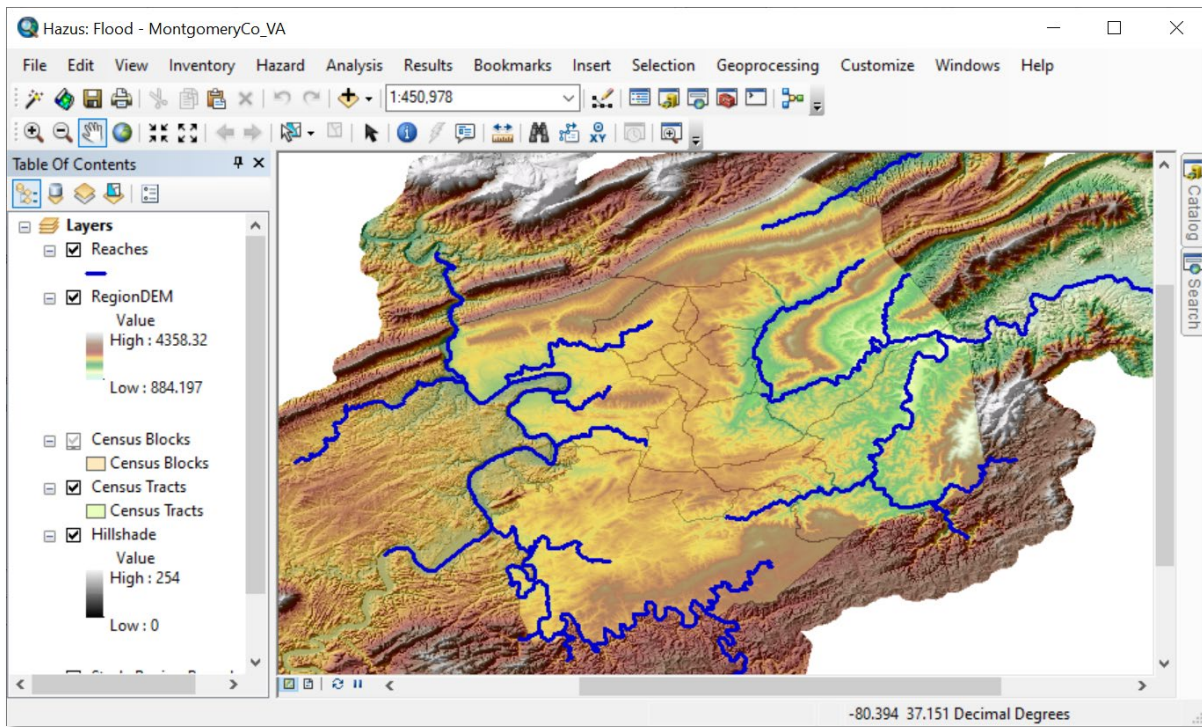 Hazus: Flood - MontgomeryCo_VA
File Edit View Inventory Hazard Analysis Results Bookmarks Insert Selection Geoprocessing Customize Windows Help
1:450,978
XY
Table Of Contents
Layers
Reaches
RegionDEM
Value
High : 4358.32
Low : 884.197
Census Blocks
Census Blocks
Census Tracts
Census Tracts
Hillshade
Value
High : 254
Low : 0
Catalog
Search
-80.394 37.151 Decimal Degrees